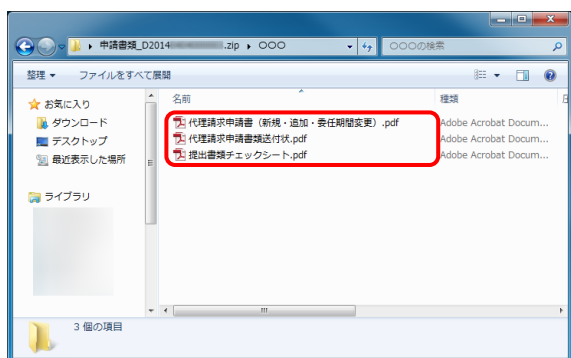 申請書類_D2014 .zip ▸ 〇〇〇
〇〇〇の検索
整理 ▼ ファイルをすべて展開
お気に入り
ダウンロード
デスクトップ
最近表示した場所
ライブラリ
名前 種類
代理請求申請書（新規・追加・委任期間変更）.pdf Adobe Acrobat Docum...
代理請求申請書類送付状.pdf Adobe Acrobat Docum...
提出書類チェックシート.pdf Adobe Acrobat Docum...
3 個の項目